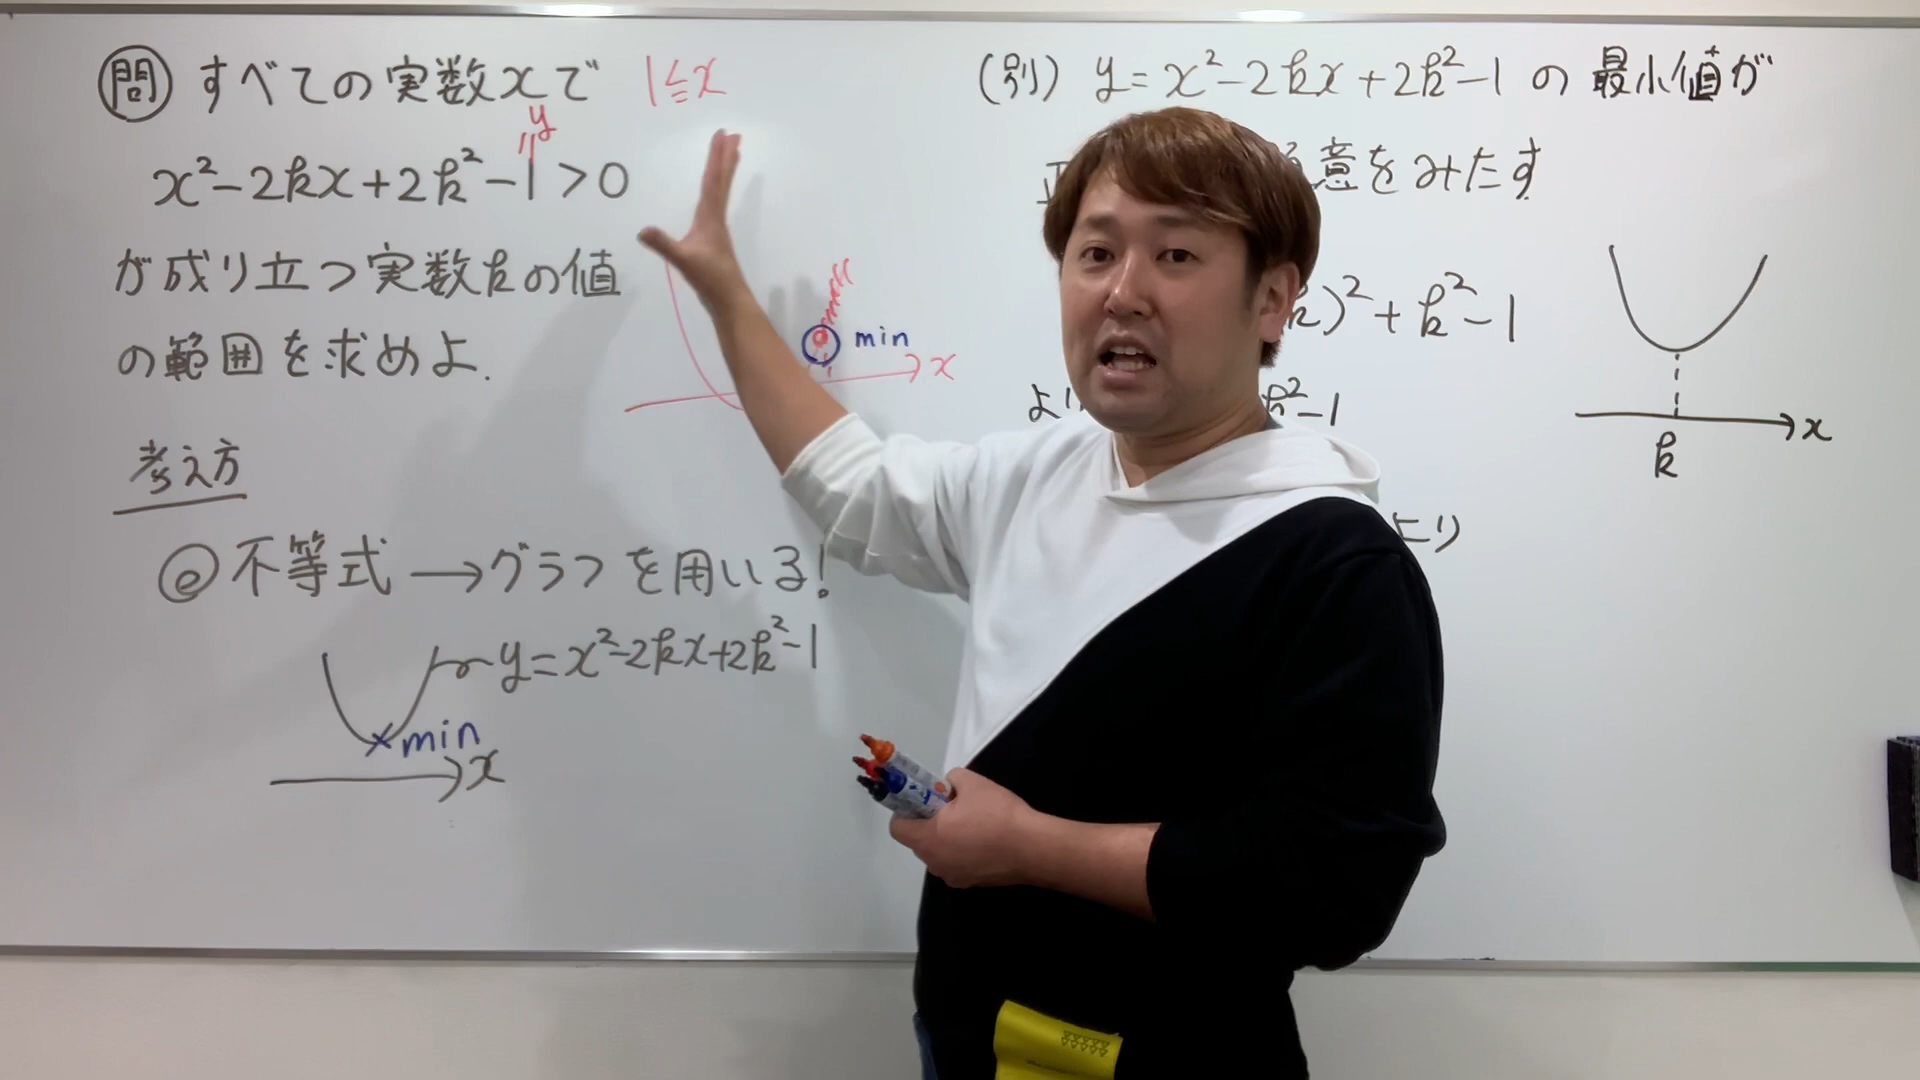 問 すべての実数xで 1≦x
y
x²-2kx+2k²-1>0
が成り立つ実数kの値
の範囲を求めよ.
min
x
考え方
@不等式→グラフを用いる!
y=x²-2kx+2k²-1
min
x
(別) y=x²-2kx+2k²-1の最小値が
意をみたす
)²+k²-1
より k²-1
x
k
より